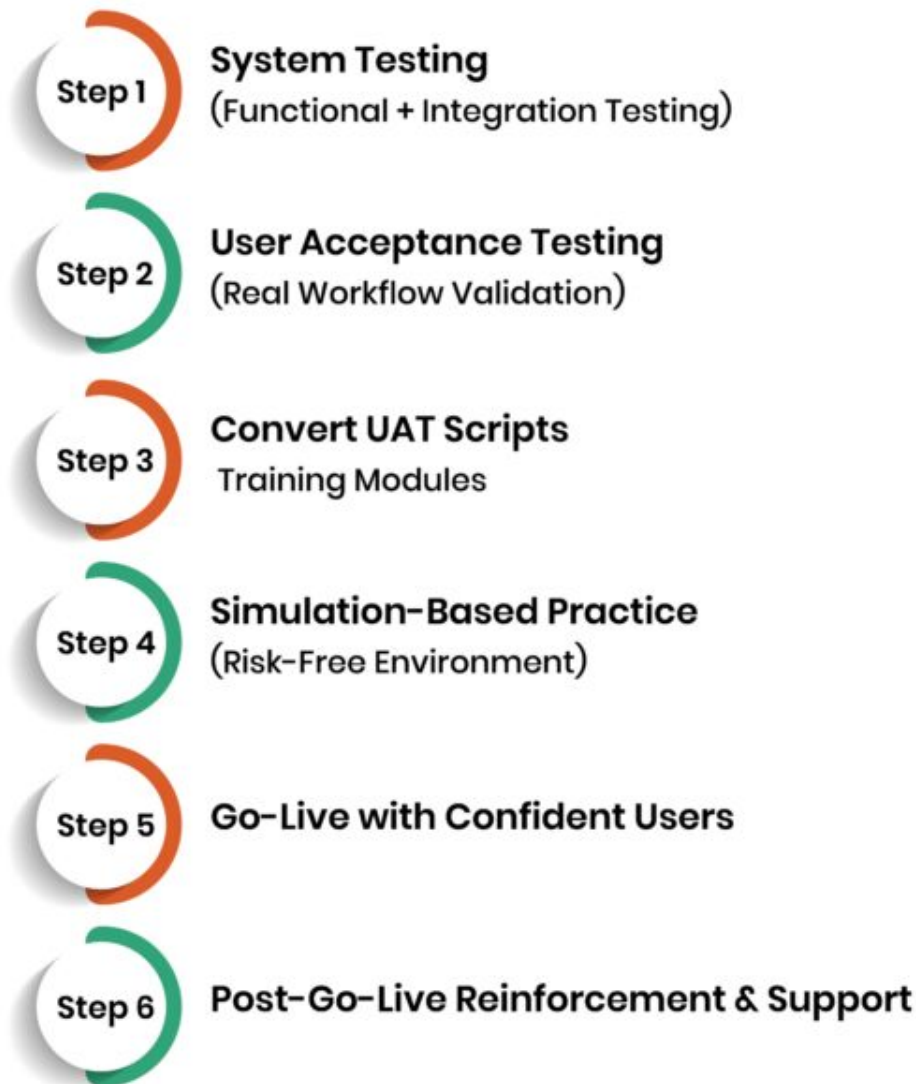 Step 1
System Testing
(Functional + Integration Testing)
Step 2
User Acceptance Testing
(Real Workflow Validation)
Step 3
Convert UAT Scripts
Training Modules
Step 4
Simulation-Based Practice
(Risk-Free Environment)
Step 5
Go-Live with Confident Users
Step 6
Post-Go-Live Reinforcement & Support